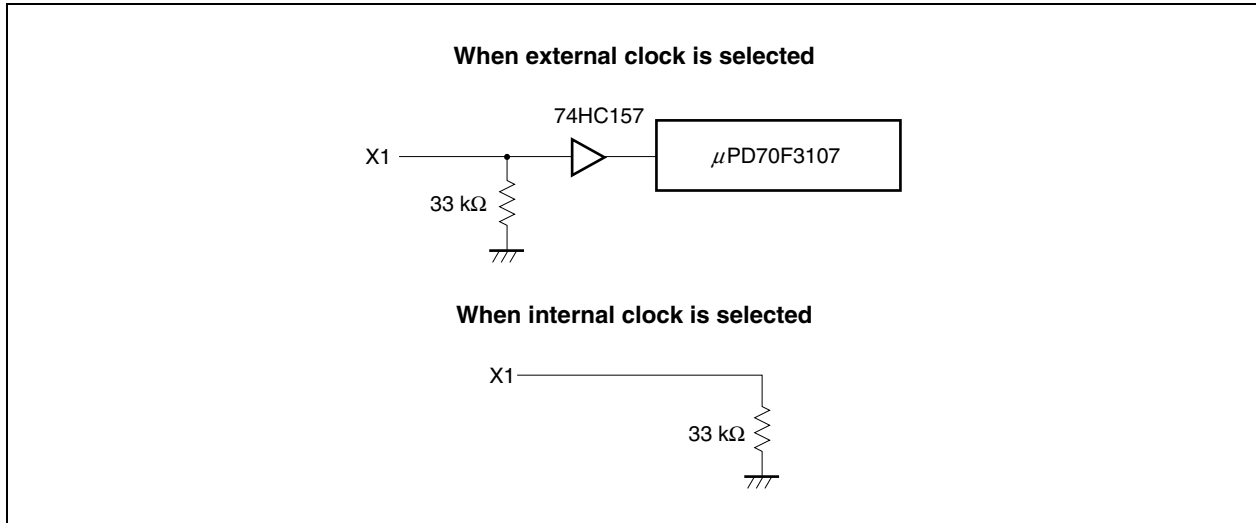 When external clock is selected
74HC157
X1
μPD70F3107
33 kΩ
When internal clock is selected
X1
33 kΩ